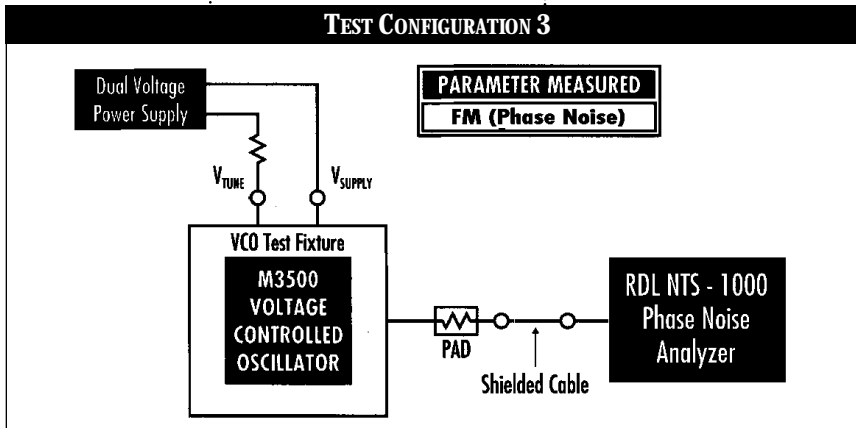 TEST CONFIGURATION 3
Dual Voltage
Power Supply
PARAMETER MEASURED
FM (Phase Noise)
VTUNE
VSUPPLY
VCO Test Fixture
M3500
VOLTAGE
CONTROLLED
OSCILLATOR
PAD
Shielded Cable
RDL NTS - 1000
Phase Noise
Analyzer